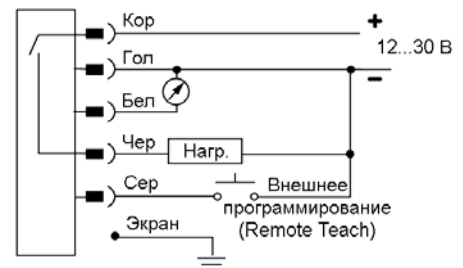 Кор
+
12...30 В
Гол
−
Бел
Чер
Нагр.
Сер
Внешнее
программирование
(Remote Teach)
Экран